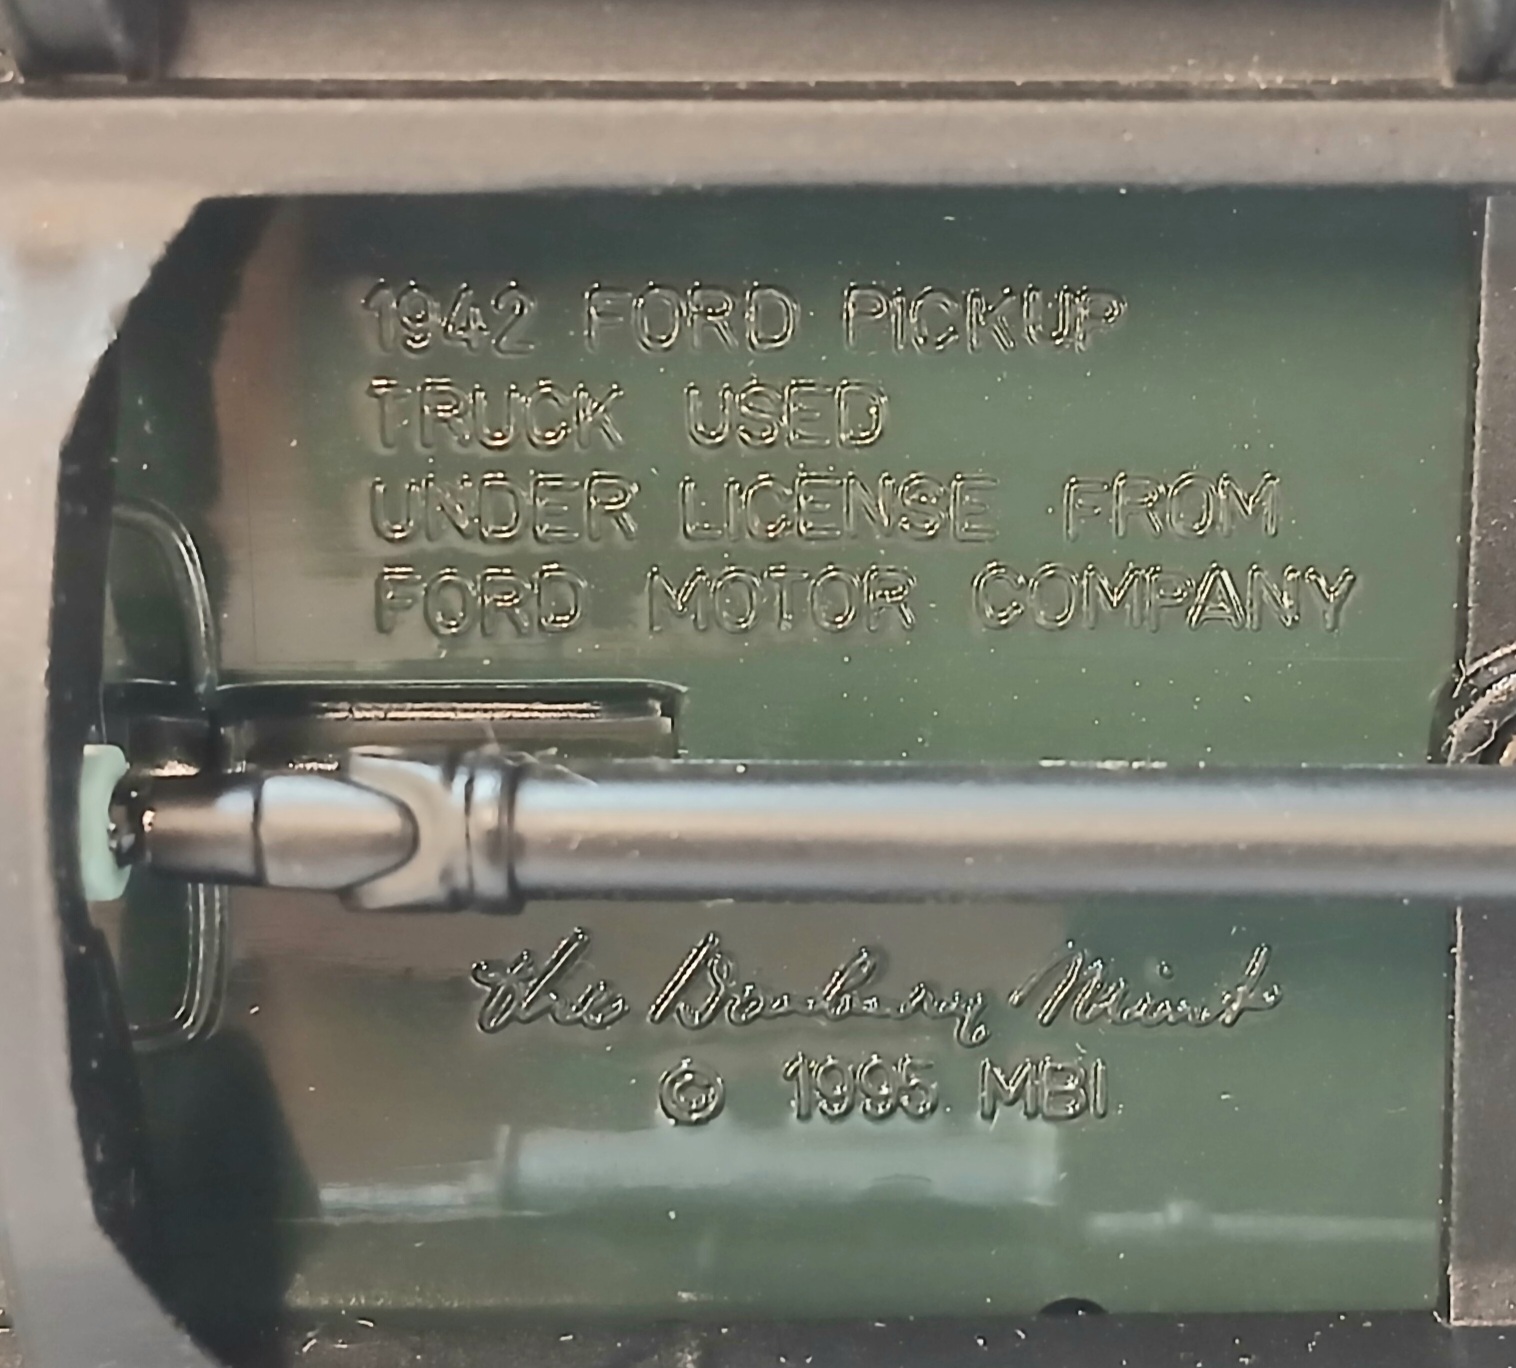 1942 FORD PICKUP
TRUCK USED
UNDER LICENSE FROM
FORD MOTOR COMPANY
the Danbury Mint
© 1995 MBI